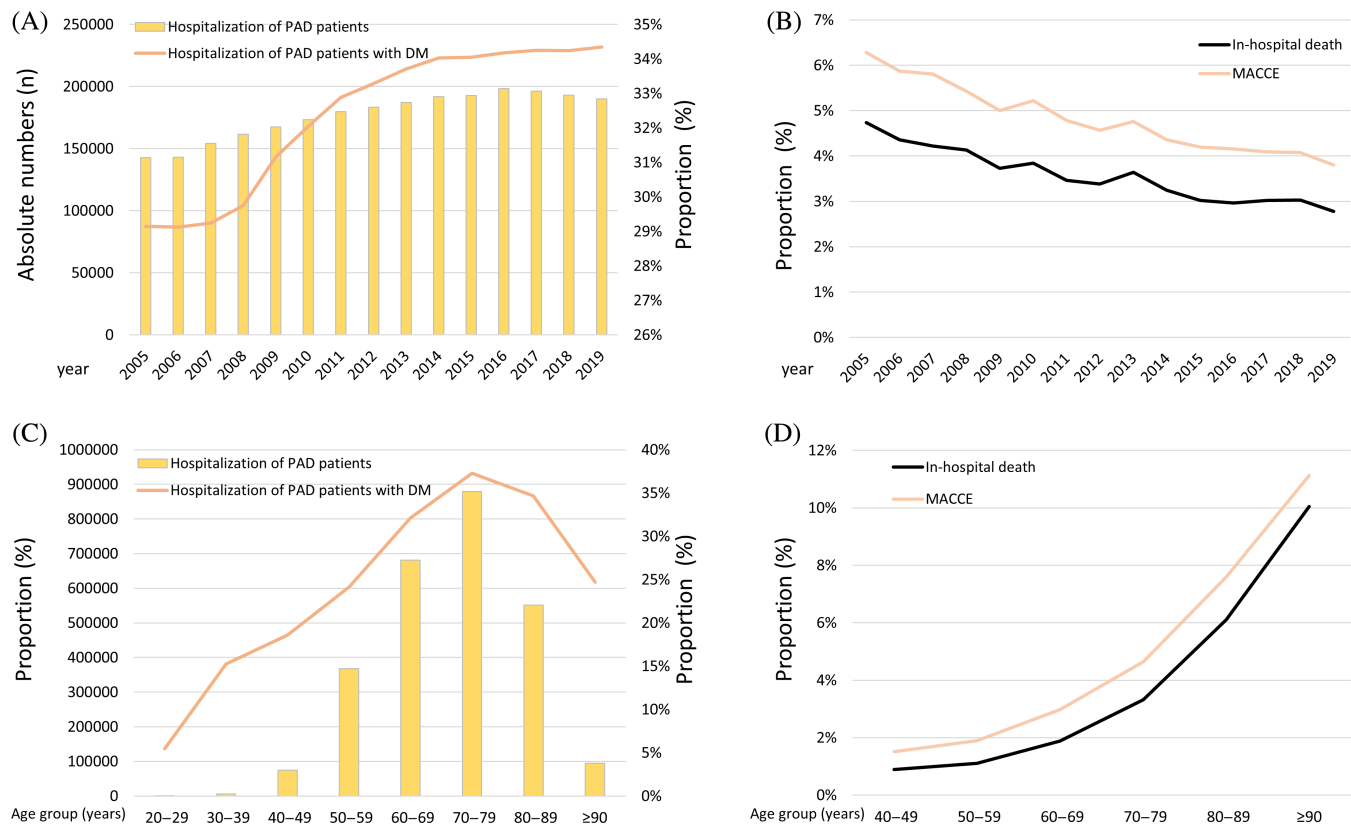 (A)
Hospitalization of PAD patients
Hospitalization of PAD patients with DM
Absolute numbers (n)
250000
200000
150000
100000
50000
0
35%
34%
33%
32%
31%
30%
29%
28%
27%
26%
Proportion (%)
year
2005 2006 2007 2008 2009 2010 2011 2012 2013 2014 2015 2016 2017 2018 2019
(B)
In-hospital death
MACCE
Proportion (%)
7%
6%
5%
4%
3%
2%
1%
0%
year
2005 2006 2007 2008 2009 2010 2011 2012 2013 2014 2015 2016 2017 2018 2019
(C)
Hospitalization of PAD patients
Hospitalization of PAD patients with DM
Proportion (%)
1000000
900000
800000
700000
600000
500000
400000
300000
200000
100000
0
40%
35%
30%
25%
20%
15%
10%
5%
0%
Proportion (%)
Age group (years) 20–29 30–39 40–49 50–59 60–69 70–79 80–89 ≥90
(D)
In-hospital death
MACCE
Proportion (%)
12%
10%
8%
6%
4%
2%
0%
Age group (years) 40–49 50–59 60–69 70–79 80–89 ≥90